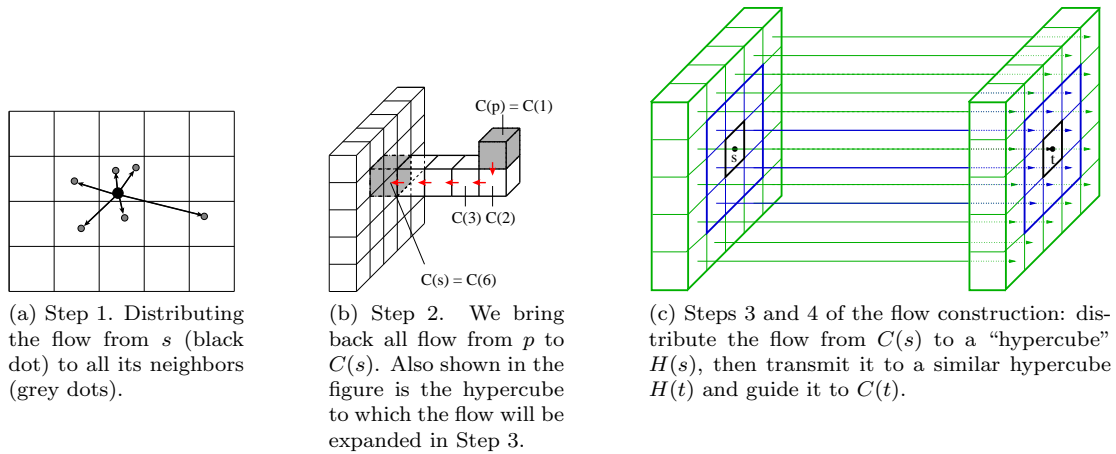 C(p) = C(1)
C(3)
C(2)
C(s) = C(6)
s
t
(a) Step 1. Distributing
the flow from s (black
dot) to all its neighbors
(grey dots).
(b) Step 2. We bring
back all flow from p to
C(s). Also shown in the
figure is the hypercube
to which the flow will be
expanded in Step 3.
(c) Steps 3 and 4 of the flow construction: dis-
tribute the flow from C(s) to a “hypercube”
H(s), then transmit it to a similar hypercube
H(t) and guide it to C(t).